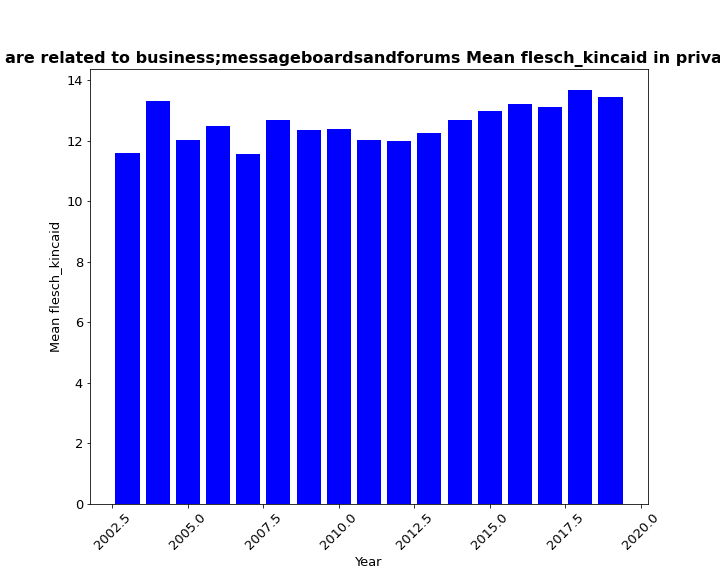 are related to business;messageboardsandforums Mean flesch_kincaid in priva
14
12
10
8
6
4
2
0
Mean flesch_kincaid
2002.5 2005.0 2007.5 2010.0 2012.5 2015.0 2017.5 2020.0
Year